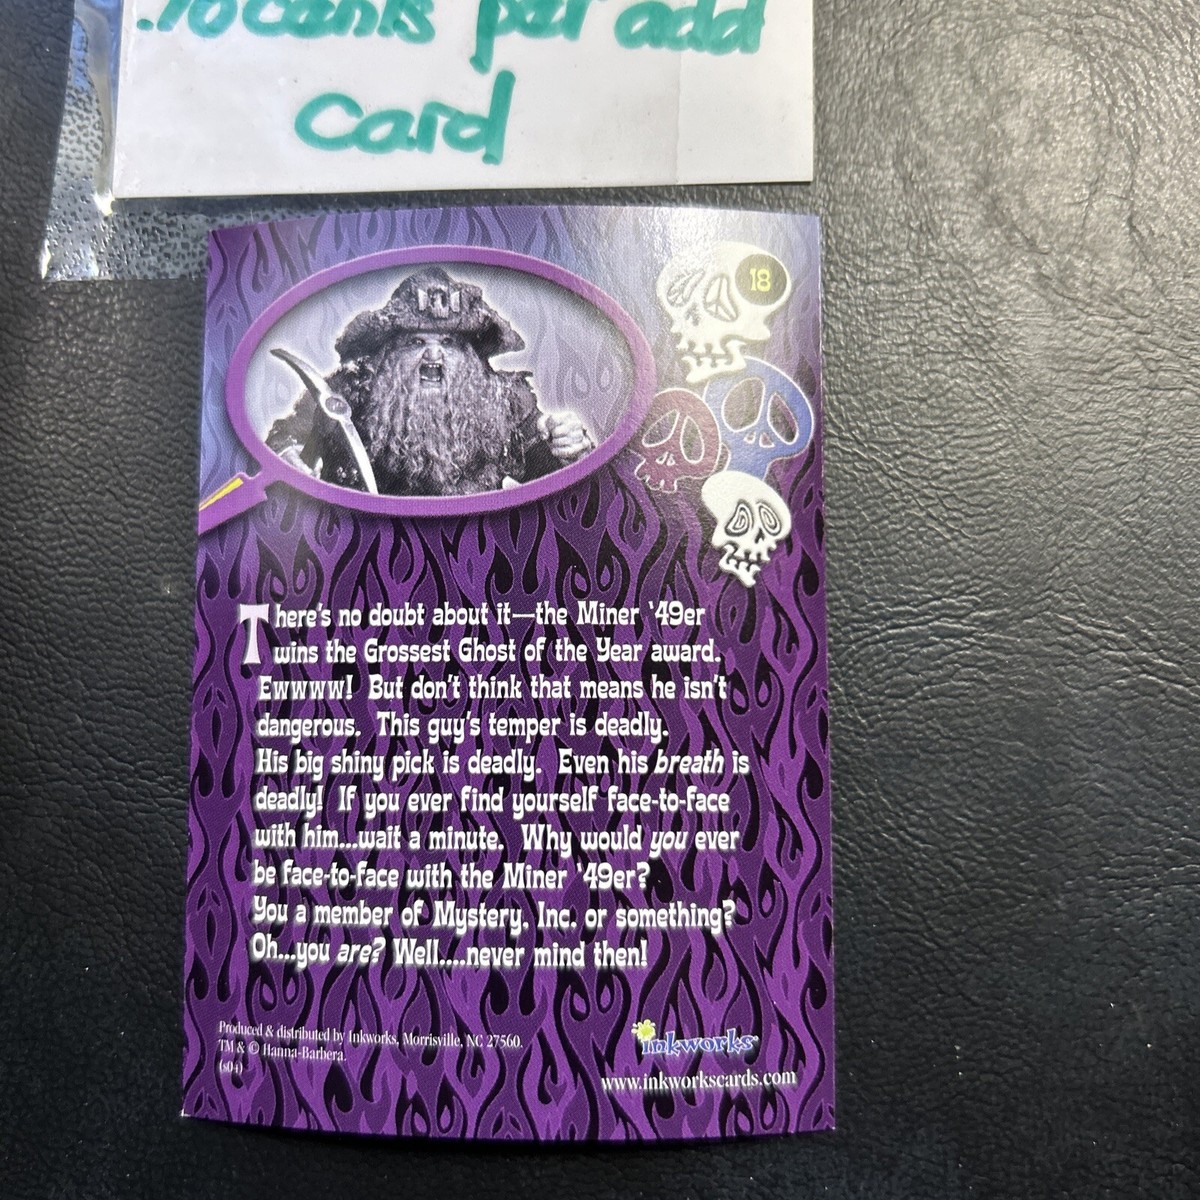 .70 cents per add
card
18
There's no doubt about it—the Miner '49er
wins the Grossest Ghost of the Year award.
Ewwww! But don't think that means he isn't
dangerous. This guy's temper is deadly.
His big shiny pick is deadly. Even his breath is
deadly! If you ever find yourself face-to-face
with him...wait a minute. Why would you ever
be face-to-face with the Miner '49er?
You a member of Mystery, Inc. or something?
Oh...you are? Well....never mind then!
Produced & distributed by Inkworks, Morrisville, NC 27560.
TM & © Hanna-Barbera.
(s04)
inkworks
www.inkworkscards.com